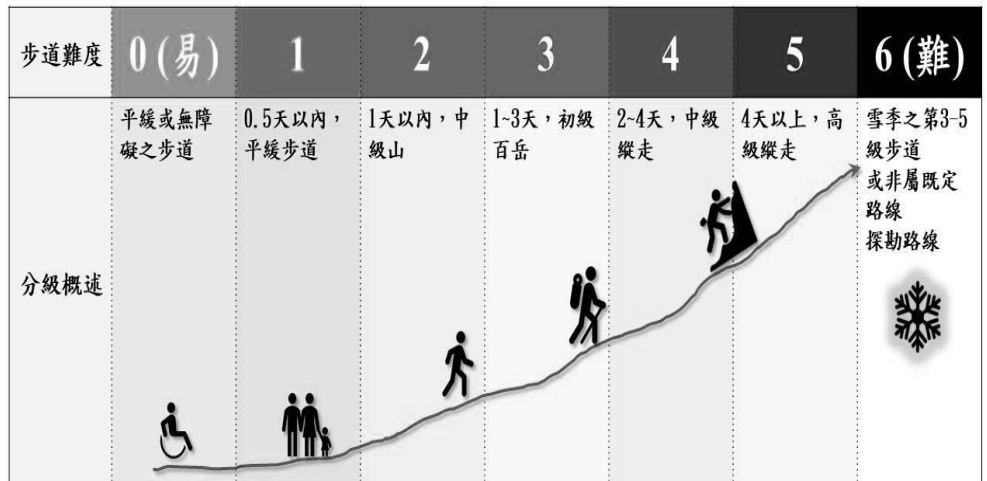 步道難度
0 (易)
1
2
3
4
5
6 (難)
分級概述
平緩或無障
礙之步道
0.5天以內，
平緩步道
1天以內，中
級山
1~3天，初級
百岳
2~4天，中級
縱走
4天以上，高
級縱走
雪季之第3-5
級步道
或非屬既定
路線
探勘路線